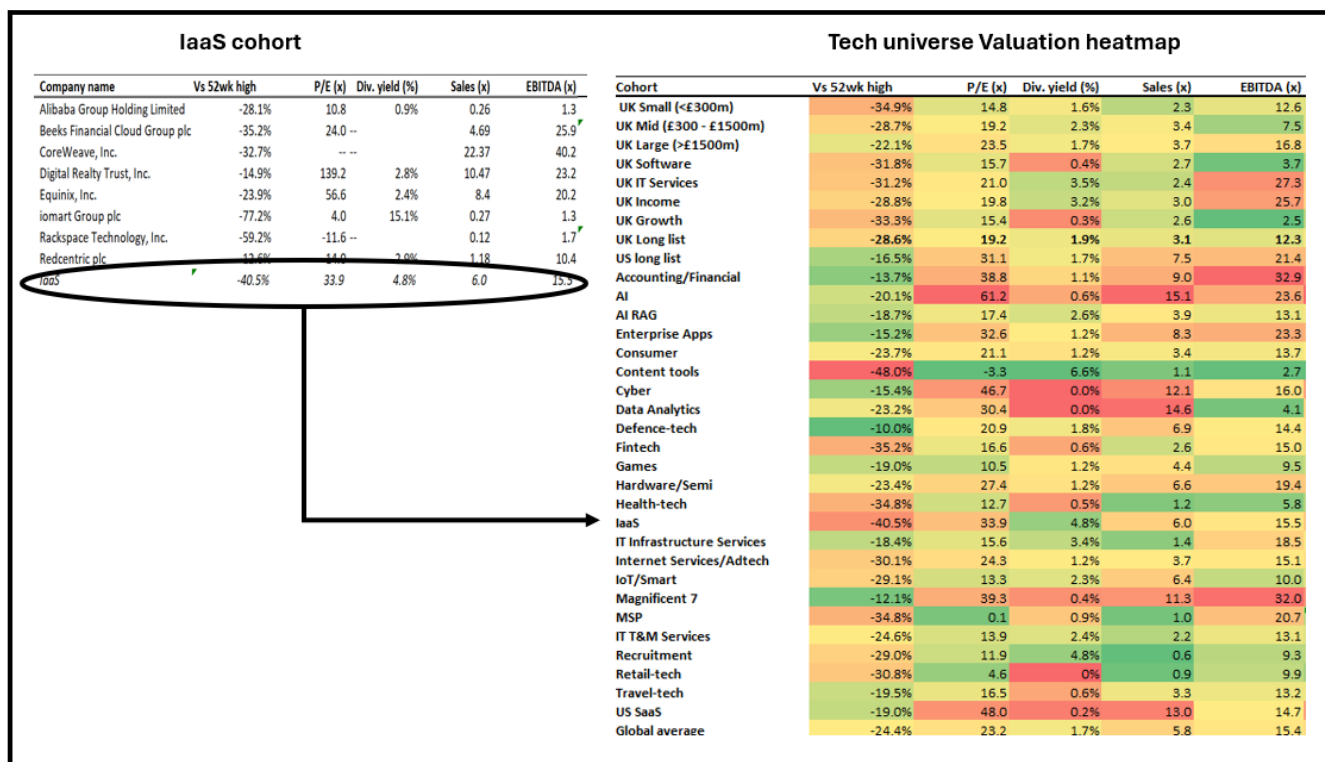 IaaS cohort
Company name Vs 52wk high P/E (x) Div. yield (%) Sales (x) EBITDA (x)
Alibaba Group Holding Limited -28.1% 10.8 0.9% 0.26 1.3
Beeks Financial Cloud Group plc -35.2% 24.0 -- 4.69 25.9
CoreWeave, Inc. -32.7% -- -- 22.37 40.2
Digital Realty Trust, Inc. -14.9% 139.2 2.8% 10.47 23.2
Equinix, Inc. -23.9% 56.6 2.4% 8.4 20.2
iomart Group plc -77.2% 4.0 15.1% 0.27 1.3
Rackspace Technology, Inc. -59.2% -11.6 -- 0.12 1.7
Redcentric plc 1.18 10.4
IaaS -40.5% 33.9 4.8% 6.0 15.5
Tech universe Valuation heatmap
Cohort Vs 52wk high P/E (x) Div. yield (%) Sales (x) EBITDA (x)
UK Small (<£300m) -34.9% 14.8 1.6% 2.3 12.6
UK Mid (£300 - £1500m) -28.7% 19.2 2.3% 3.4 7.5
UK Large (>£1500m) -22.1% 23.5 1.7% 3.7 16.8
UK Software -31.8% 15.7 0.4% 2.7 3.7
UK IT Services -31.2% 21.0 3.5% 2.4 27.3
UK Income -28.8% 19.8 3.2% 3.0 25.7
UK Growth -33.3% 15.4 0.3% 2.6 2.5
UK Long list -28.6% 19.2 1.9% 3.1 12.3
US long list -16.5% 31.1 1.7% 7.5 21.4
Accounting/Financial -13.7% 38.8 1.1% 9.0 32.9
AI -20.1% 61.2 0.6% 15.1 23.6
AI RAG -18.7% 17.4 2.6% 3.9 13.1
Enterprise Apps -15.2% 32.6 1.2% 8.3 23.3
Consumer -23.7% 21.1 1.2% 3.4 13.7
Content tools -48.0% -3.3 6.6% 1.1 2.7
Cyber -15.4% 46.7 0.0% 12.1 16.0
Data Analytics -23.2% 30.4 0.0% 14.6 4.1
Defence-tech -10.0% 20.9 1.8% 6.9 14.4
Fintech -35.2% 16.6 0.6% 2.6 15.0
Games -19.0% 10.5 1.2% 4.4 9.5
Hardware/Semi -23.4% 27.4 1.2% 6.6 19.4
Health-tech -34.8% 12.7 0.5% 1.2 5.8
IaaS -40.5% 33.9 4.8% 6.0 15.5
IT Infrastructure Services -18.4% 15.6 3.4% 1.4 18.5
Internet Services/Adtech -30.1% 24.3 1.2% 3.7 15.1
IoT/Smart -29.1% 13.3 2.3% 6.4 10.0
Magnificent 7 -12.1% 39.3 0.4% 11.3 32.0
MSP -34.8% 0.1 0.9% 1.0 20.7
IT T&M Services -24.6% 13.9 2.4% 2.2 13.1
Recruitment -29.0% 11.9 4.8% 0.6 9.3
Retail-tech -30.8% 4.6 0% 0.9 9.9
Travel-tech -19.5% 16.5 0.6% 3.3 13.2
US SaaS -19.0% 48.0 0.2% 13.0 14.7
Global average -24.4% 23.2 1.7% 5.8 15.4